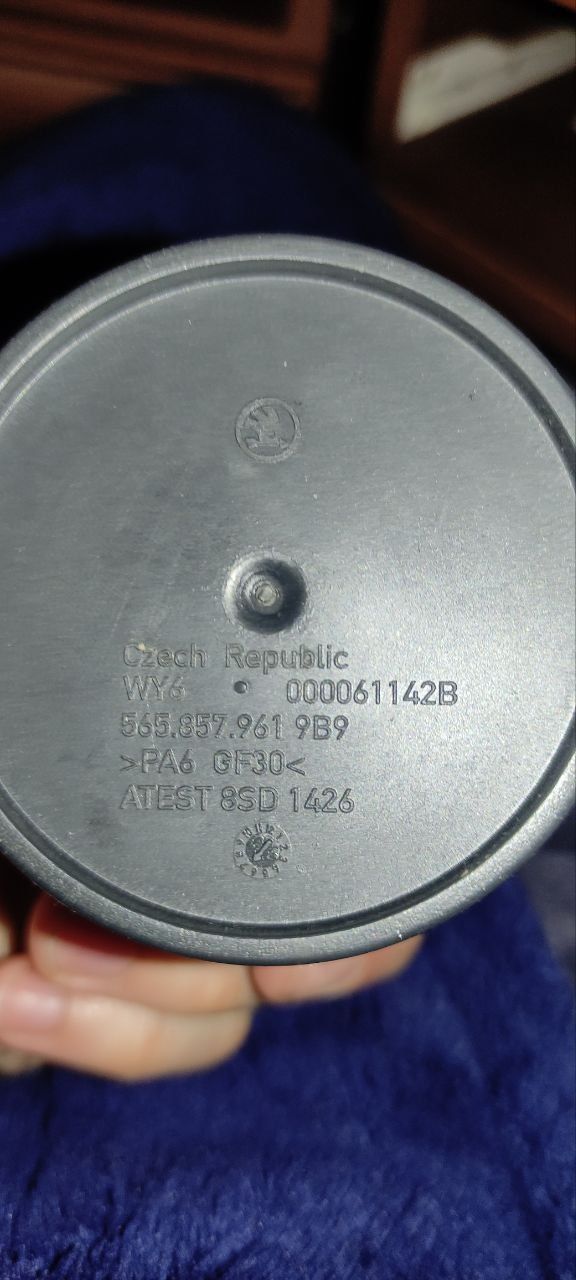 Czech Republic
WY6 • 000061142B
565.857.961 9B9
>PA6 GF30<
ATEST 8SD 1426